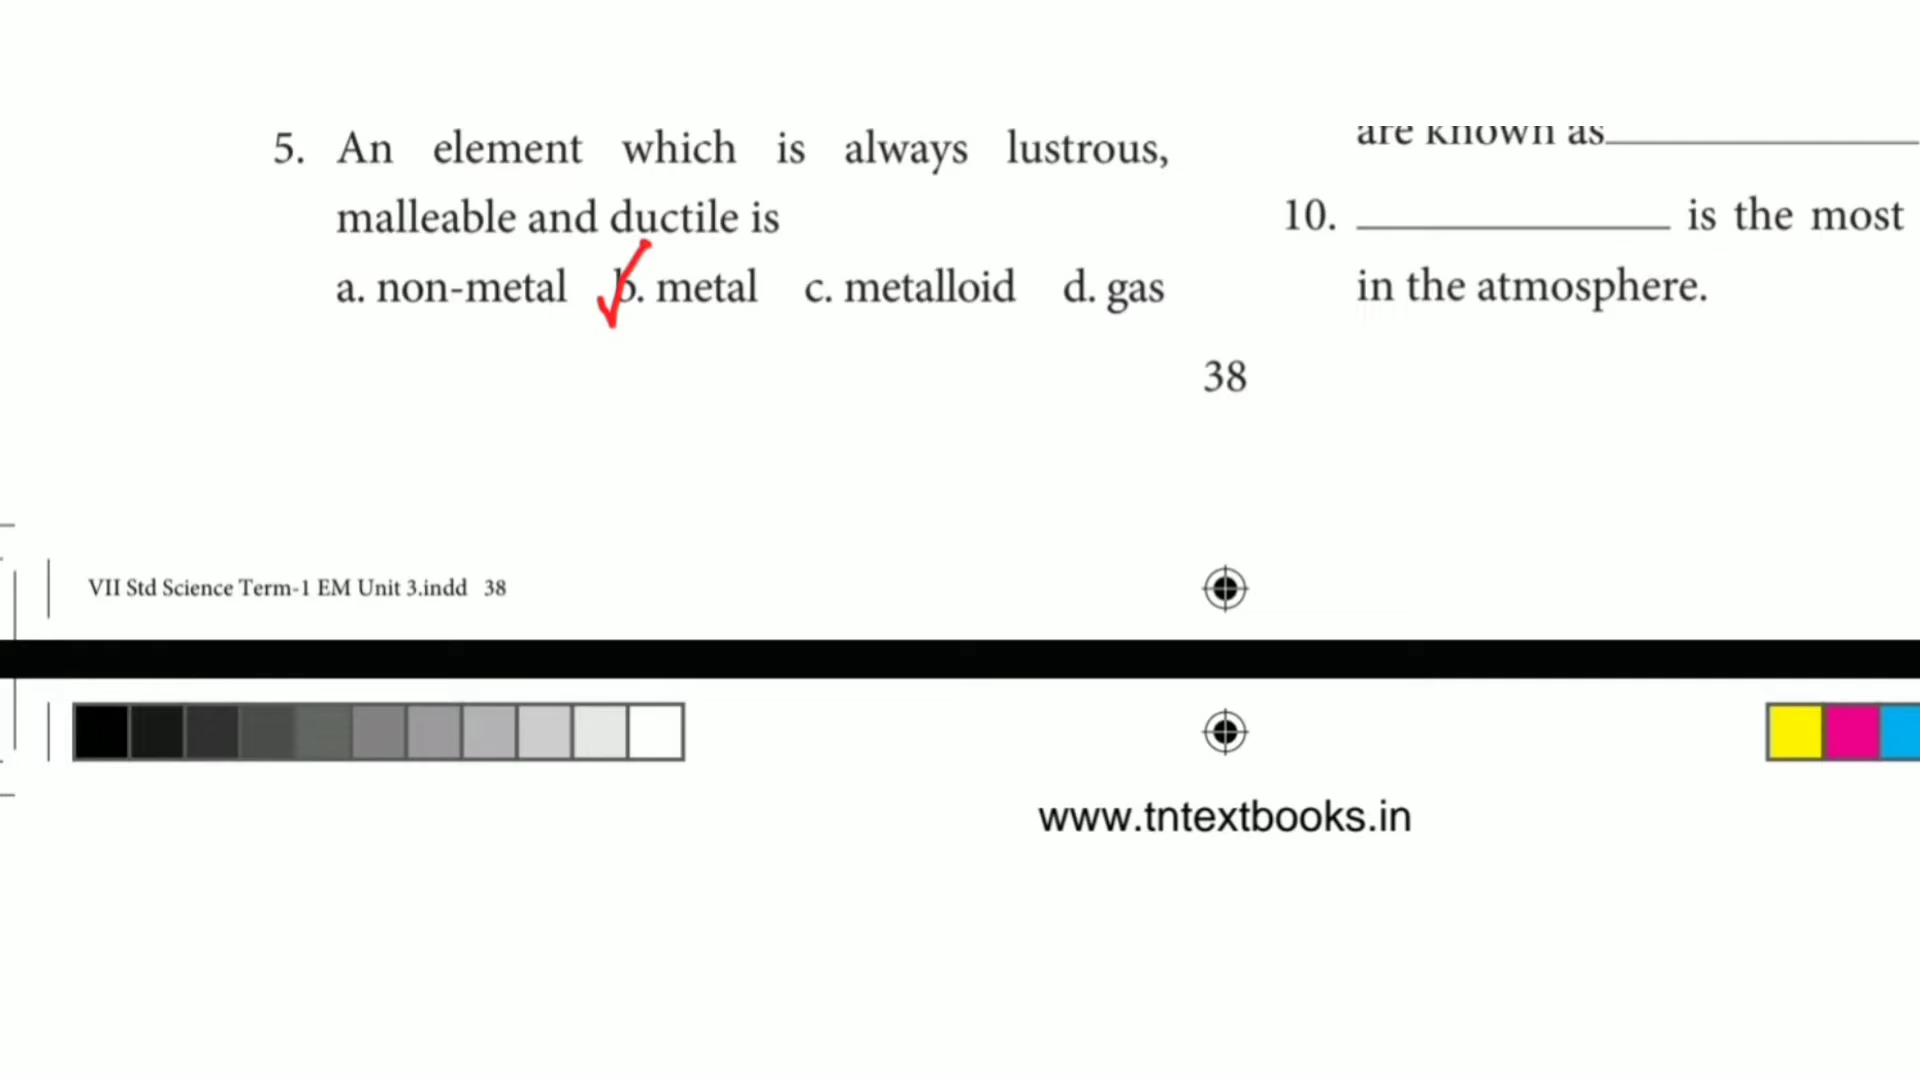 5. An element which is always lustrous,
malleable and ductile is
a. non-metal b. metal c. metalloid d. gas
are known as
10. ____________ is the most
in the atmosphere.
38
VII Std Science Term-1 EM Unit 3.indd 38
www.tntextbooks.in